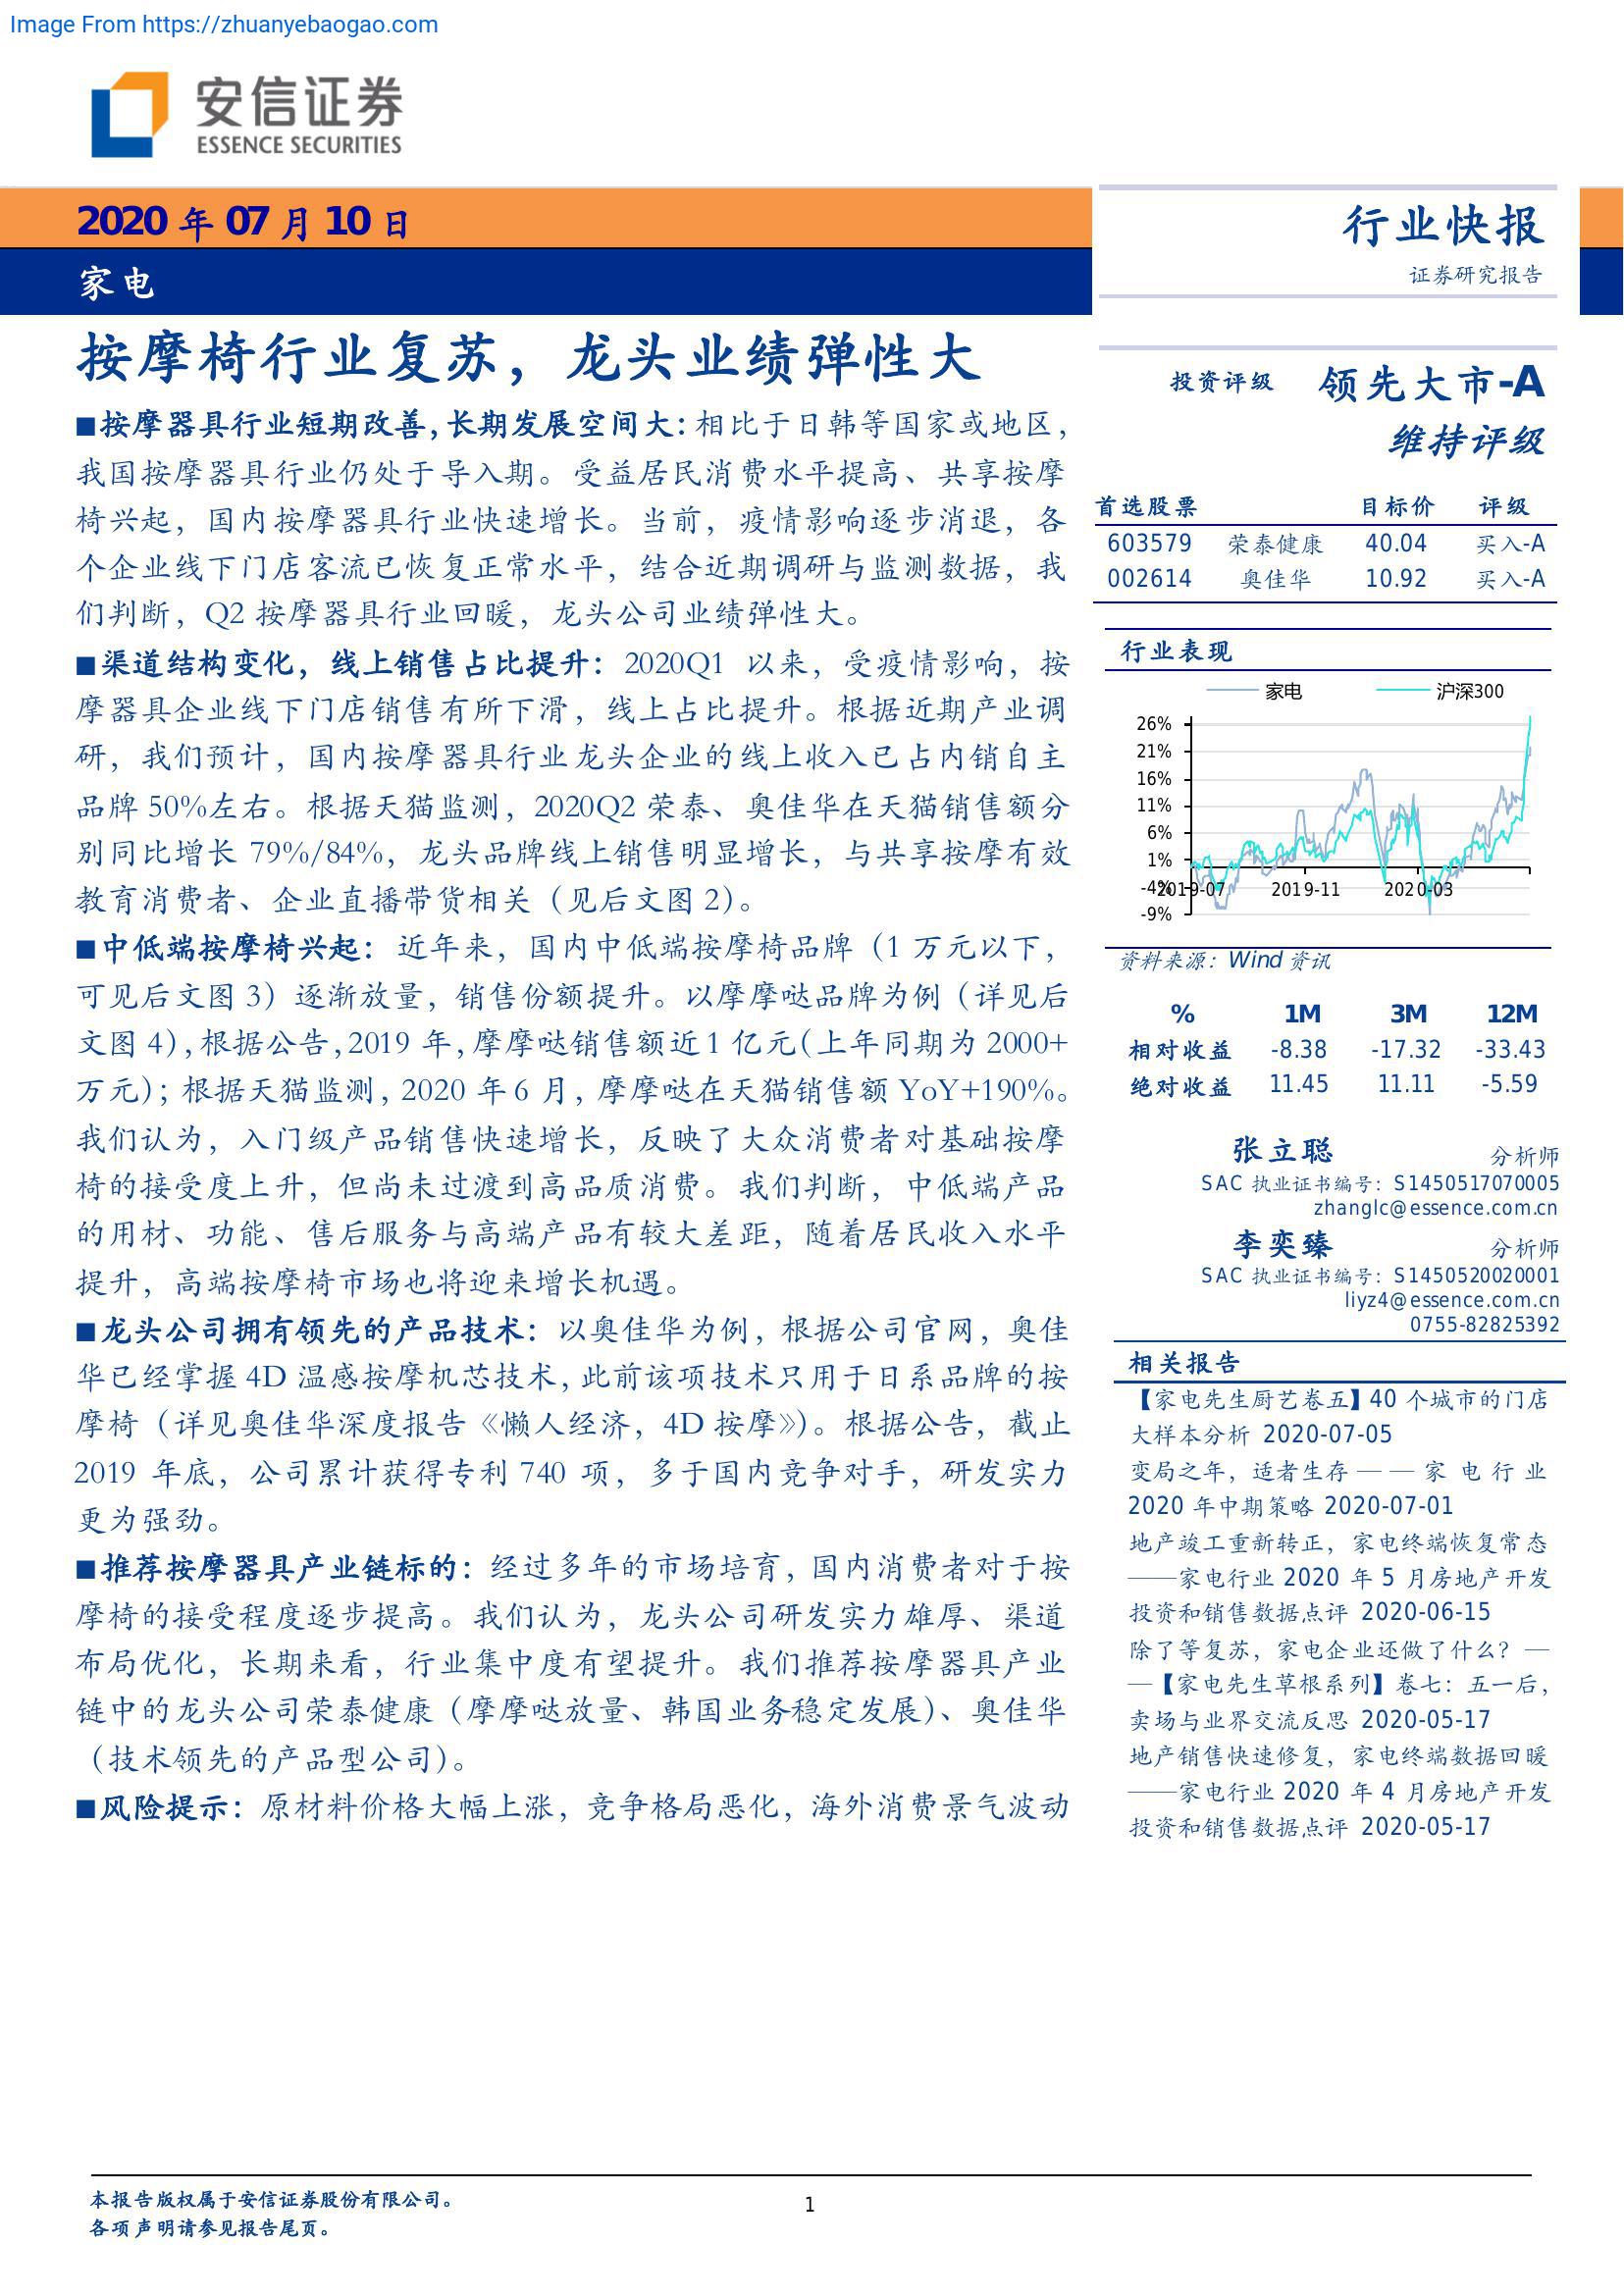 Image From https://zhuanyebaogao.com
安信证券
ESSENCE SECURITIES
2020 年 07 月 10 日
家电
行业快报
证券研究报告
按摩椅行业复苏，龙头业绩弹性大
■按摩器具行业短期改善,长期发展空间大：相比于日韩等国家或地区，
我国按摩器具行业仍处于导入期。受益居民消费水平提高、共享按摩
椅兴起，国内按摩器具行业快速增长。当前，疫情影响逐步消退，各
个企业线下门店客流已恢复正常水平，结合近期调研与监测数据，我
们判断，Q2 按摩器具行业回暖，龙头公司业绩弹性大。
■渠道结构变化，线上销售占比提升：2020Q1 以来，受疫情影响，按
摩器具企业线下门店销售有所下滑，线上占比提升。根据近期产业调
研，我们预计，国内按摩器具行业龙头企业的线上收入已占内销自主
品牌 50%左右。根据天猫监测，2020Q2 荣泰、奥佳华在天猫销售额分
别同比增长 79%/84%，龙头品牌线上销售明显增长，与共享按摩有效
教育消费者、企业直播带货相关（见后文图 2）。
■中低端按摩椅兴起：近年来，国内中低端按摩椅品牌（1 万元以下，
可见后文图 3）逐渐放量，销售份额提升。以摩摩哒品牌为例（详见后
文图 4），根据公告，2019 年，摩摩哒销售额近 1 亿元（上年同期为 2000+
万元）；根据天猫监测，2020 年 6 月，摩摩哒在天猫销售额 YoY+190%。
我们认为，入门级产品销售快速增长，反映了大众消费者对基础按摩
椅的接受度上升，但尚未过渡到高品质消费。我们判断，中低端产品
的用材、功能、售后服务与高端产品有较大差距，随着居民收入水平
提升，高端按摩椅市场也将迎来增长机遇。
■龙头公司拥有领先的产品技术：以奥佳华为例，根据公司官网，奥佳
华已经掌握 4D 温感按摩机芯技术，此前该项技术只用于日系品牌的按
摩椅（详见奥佳华深度报告《懒人经济，4D 按摩》）。根据公告，截止
2019 年底，公司累计获得专利 740 项，多于国内竞争对手，研发实力
更为强劲。
■推荐按摩器具产业链标的：经过多年的市场培育，国内消费者对于按
摩椅的接受程度逐步提高。我们认为，龙头公司研发实力雄厚、渠道
布局优化，长期来看，行业集中度有望提升。我们推荐按摩器具产业
链中的龙头公司荣泰健康（摩摩哒放量、韩国业务稳定发展）、奥佳华
（技术领先的产品型公司）。
■风险提示：原材料价格大幅上涨，竞争格局恶化，海外消费景气波动
投资评级 领先大市-A
维持评级
首选股票 目标价 评级
603579 荣泰健康 40.04 买入-A
002614 奥佳华 10.92 买入-A
行业表现
家电 沪深300
26%
21%
16%
11%
6%
1%
-4%
-9%
2019-07 2019-11 2020-03
资料来源：Wind 资讯
% 1M 3M 12M
相对收益 -8.38 -17.32 -33.43
绝对收益 11.45 11.11 -5.59
张立聪 分析师
SAC 执业证书编号：S1450517070005
zhanglc@essence.com.cn
李奕臻 分析师
SAC 执业证书编号：S1450520020001
liyz4@essence.com.cn
0755-82825392
相关报告
【家电先生厨艺卷五】40 个城市的门店
大样本分析 2020-07-05
变局之年，适者生存——家电行业
2020 年中期策略 2020-07-01
地产竣工重新转正，家电终端恢复常态
——家电行业 2020 年 5 月房地产开发
投资和销售数据点评 2020-06-15
除了等复苏，家电企业还做了什么？—
—【家电先生草根系列】卷七：五一后，
卖场与业界交流反思 2020-05-17
地产销售快速修复，家电终端数据回暖
——家电行业 2020 年 4 月房地产开发
投资和销售数据点评 2020-05-17
本报告版权属于安信证券股份有限公司。
各项声明请参见报告尾页。
1